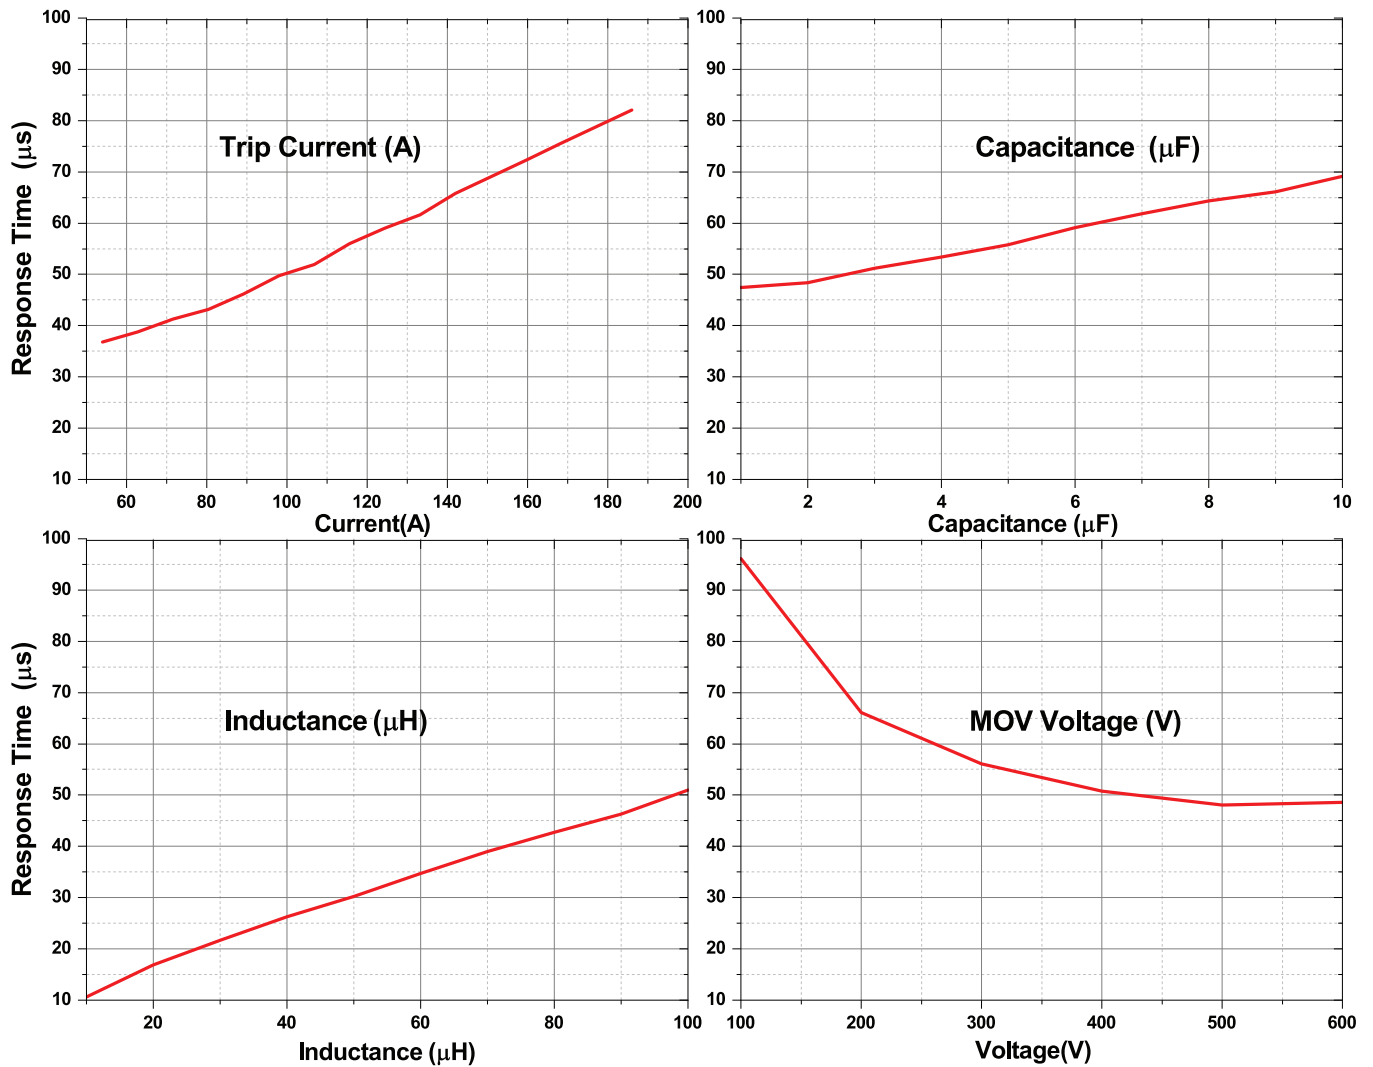 100
90
80
70
60
50
40
30
20
10
Response Time (μs)
Trip Current (A)
60 80 100 120 140 160 180 200
Current(A)
100
90
80
70
60
50
40
30
20
10
Capacitance (μF)
2 4 6 8 10
Capacitance (μF)
100
90
80
70
60
50
40
30
20
10
Response Time (μs)
Inductance (μH)
20 40 60 80 100
Inductance (μH)
100
90
80
70
60
50
40
30
20
10
MOV Voltage (V)
100 200 300 400 500 600
Voltage(V)